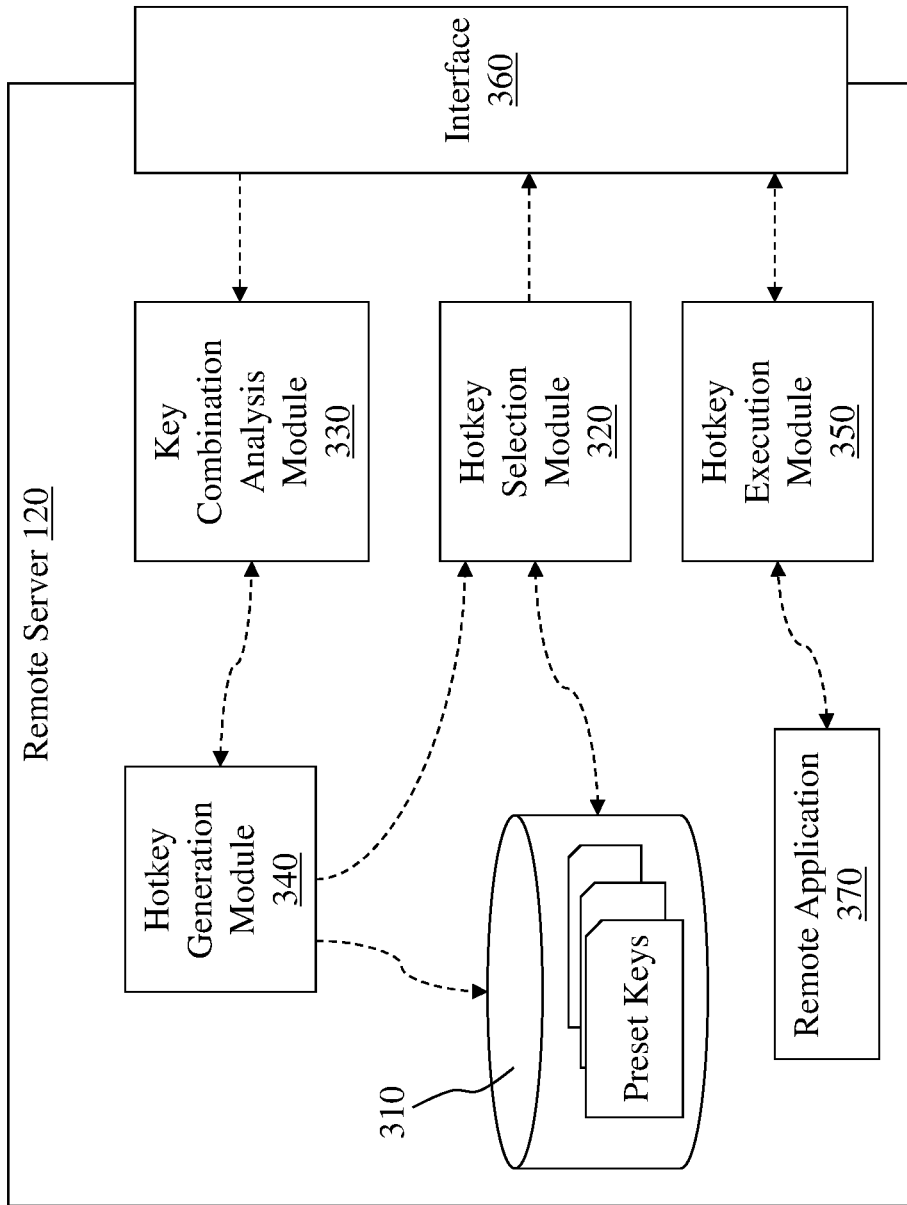 Remote Server 120
Hotkey
Generation
Module
340
Key
Combination
Analysis
Module
330
Interface
360
310
Preset Keys
Hotkey
Selection
Module
320
Remote Application
370
Hotkey
Execution
Module
350